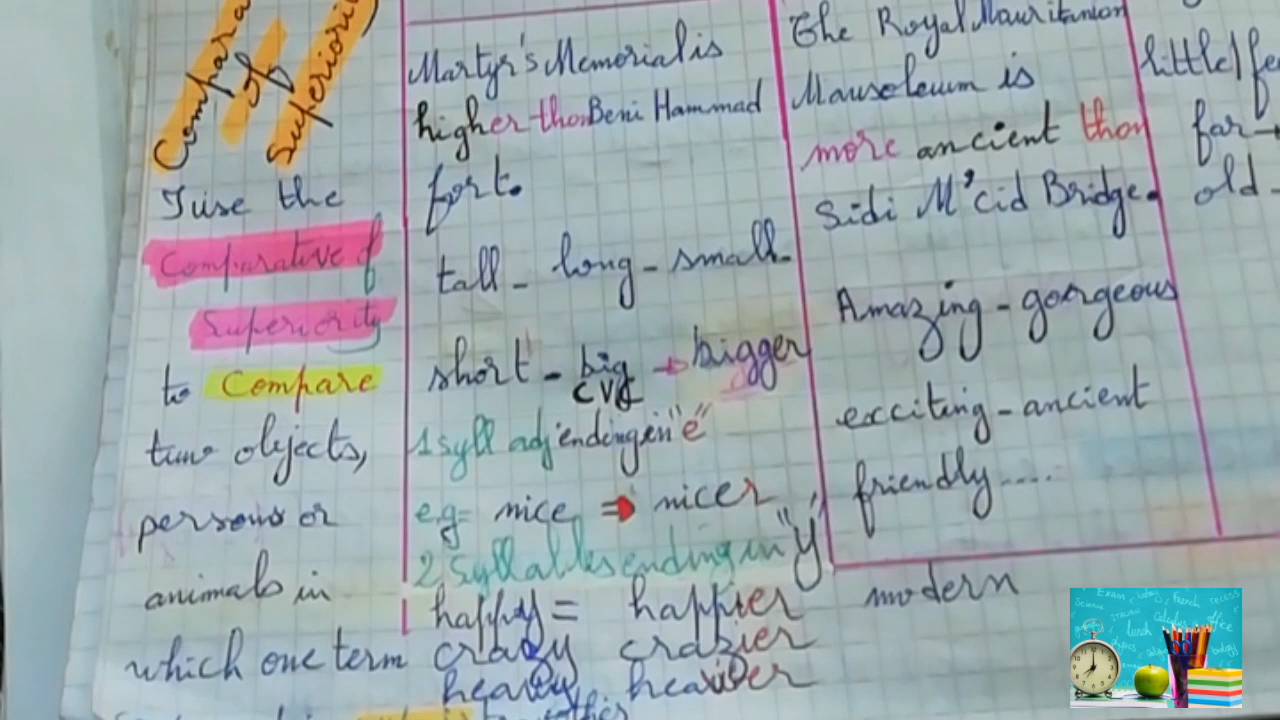 Comparative
of
Superiority
I use the
Comparative of
Superiority
to Compare
two objects,
persons or
animals in
which one term
Martyr's Memorial is
higher than Beni Hammad
fort.
tall - long - small -
short - big → bigger
CVC
1 syll adj ending in "e"
e.g = nice ⇒ nicer
2 Syllables ending in "y"
happy = happier
crazy crazier
heavy heavier
The Royal Mauritanian
Mausoleum is
more ancient than
Sidi M'Cid Bridge.
Amazing - gorgeous
exciting - ancient
friendly....
modern
little/fe
far →
old -